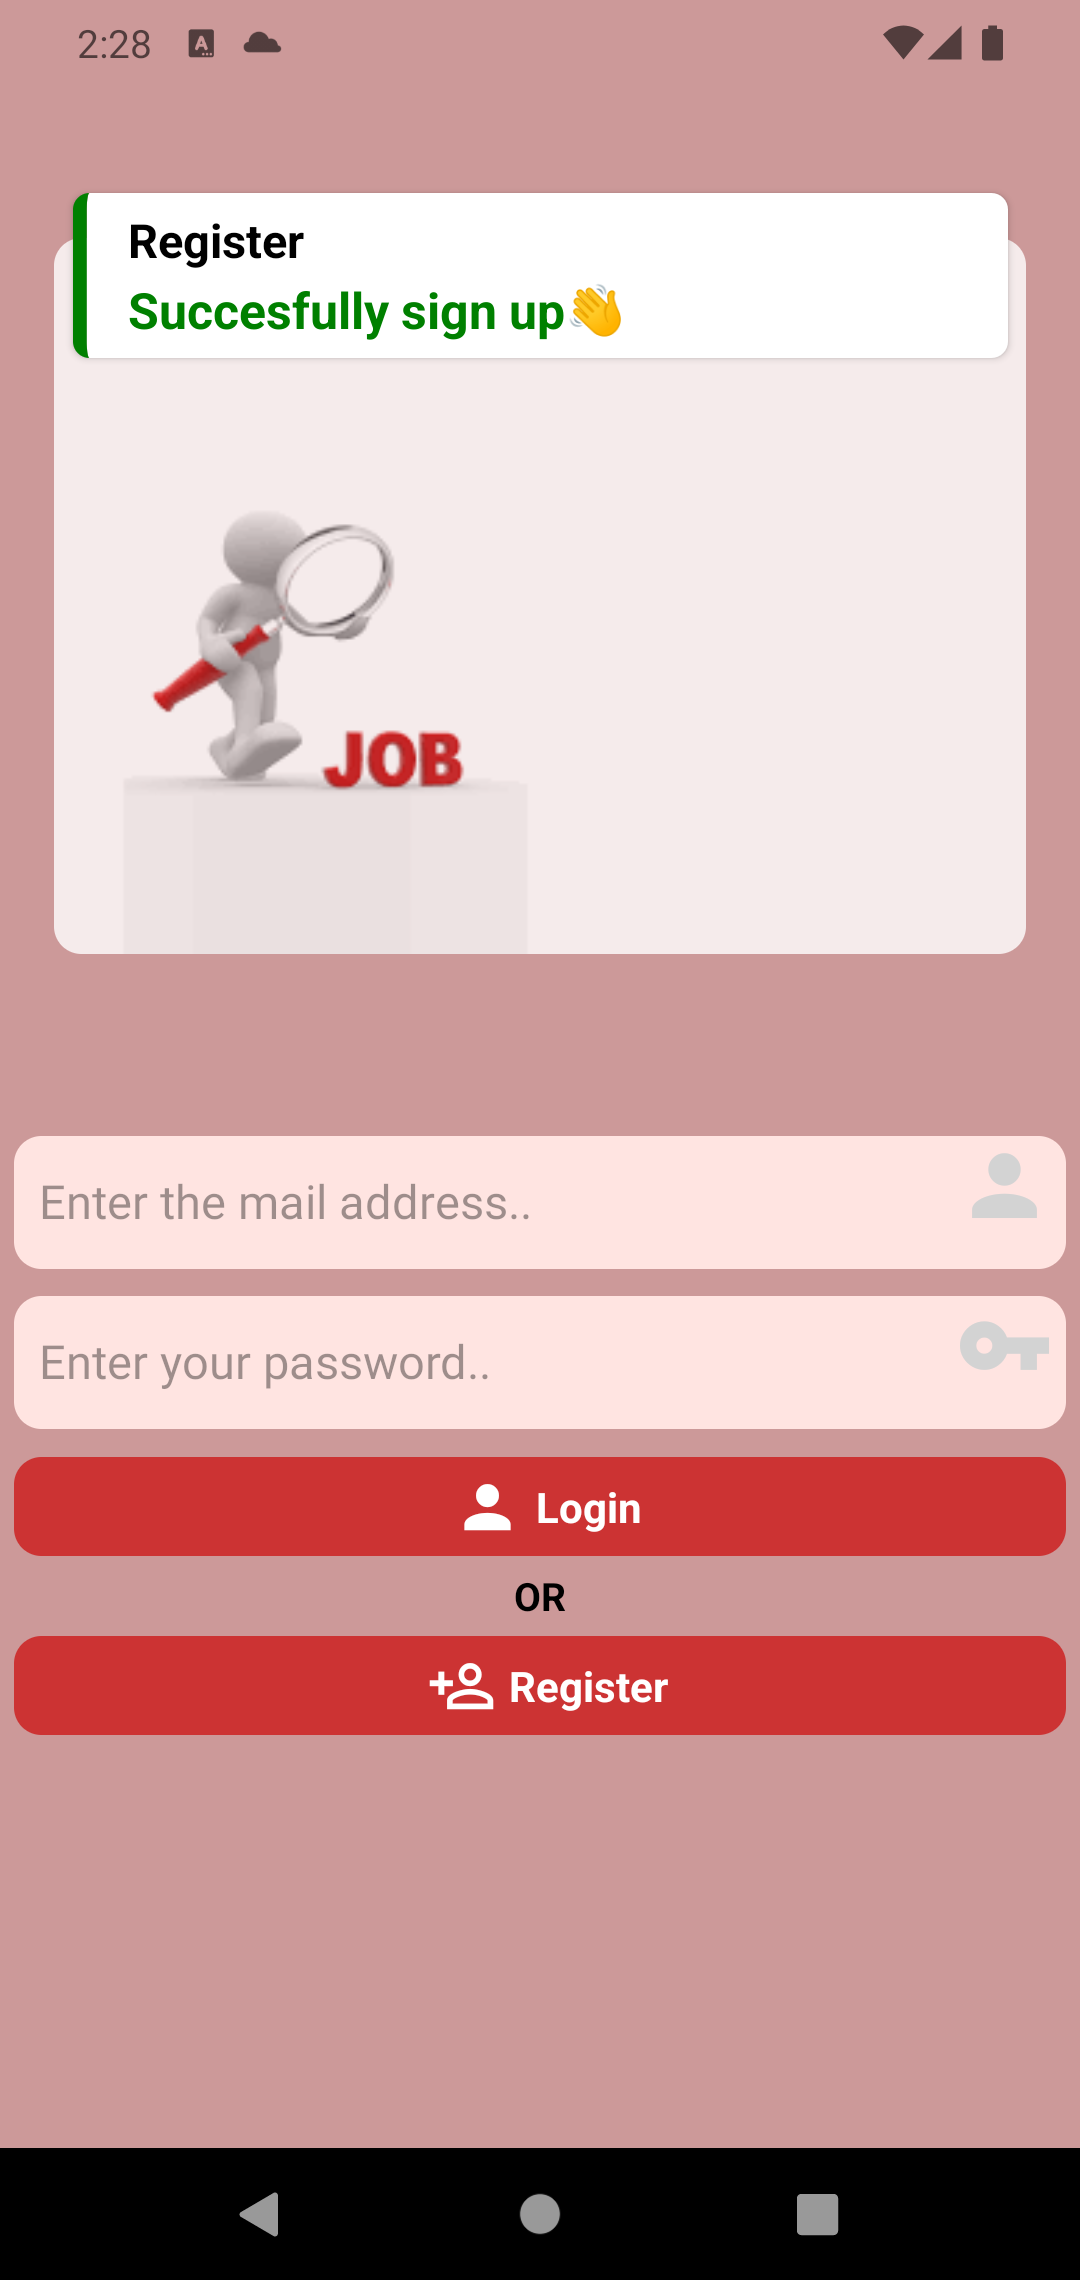 2:28
Register
Succesfully sign up👋
JOB
Enter the mail address..
Enter your password..
Login
OR
Register